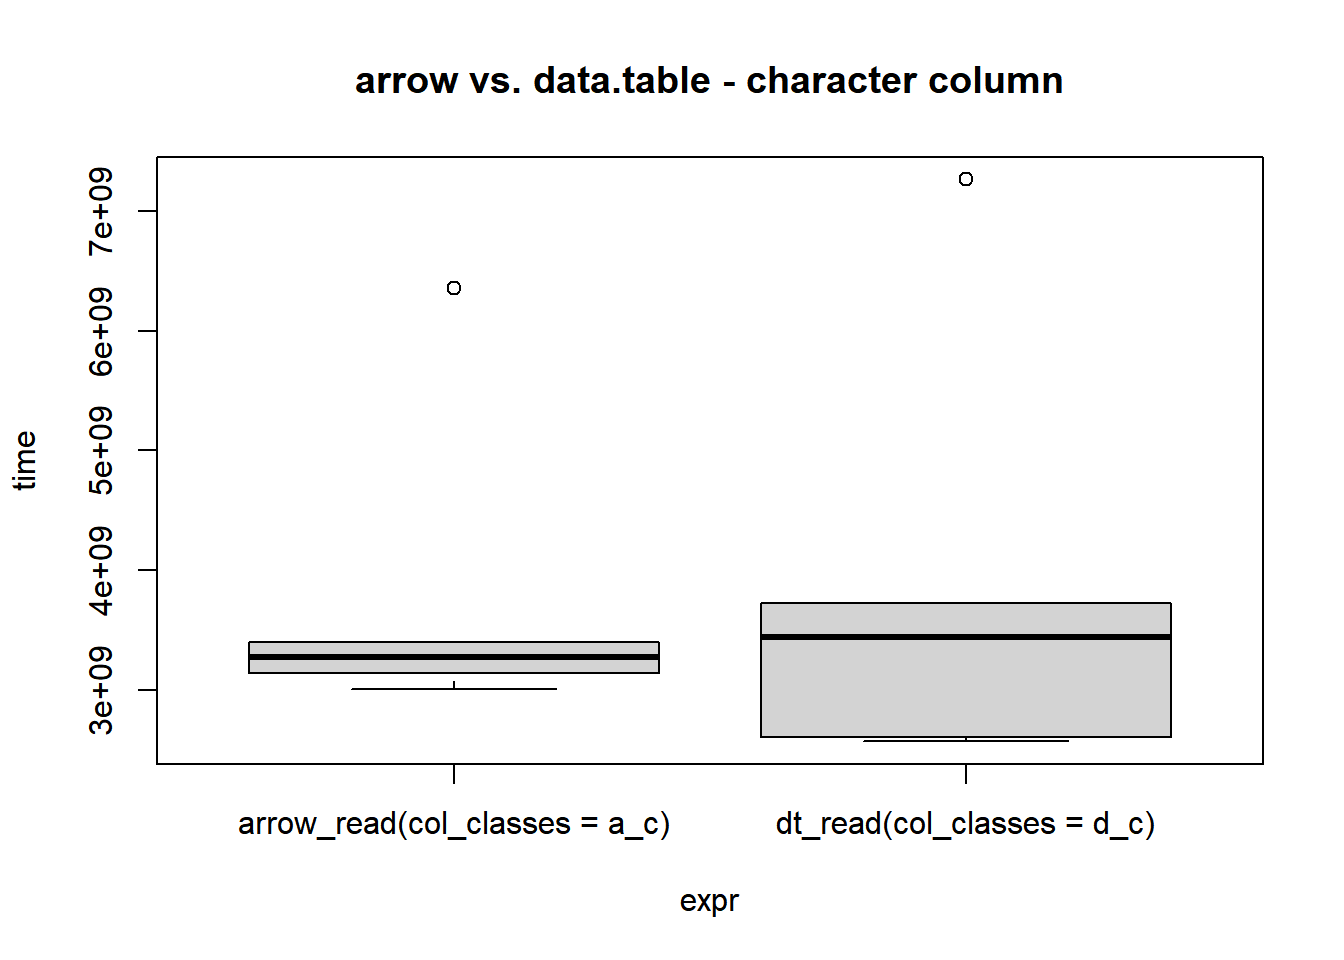 arrow vs. data.table - character column
time
7e+09
6e+09
5e+09
4e+09
3e+09
arrow_read(col_classes = a_c)
dt_read(col_classes = d_c)
expr